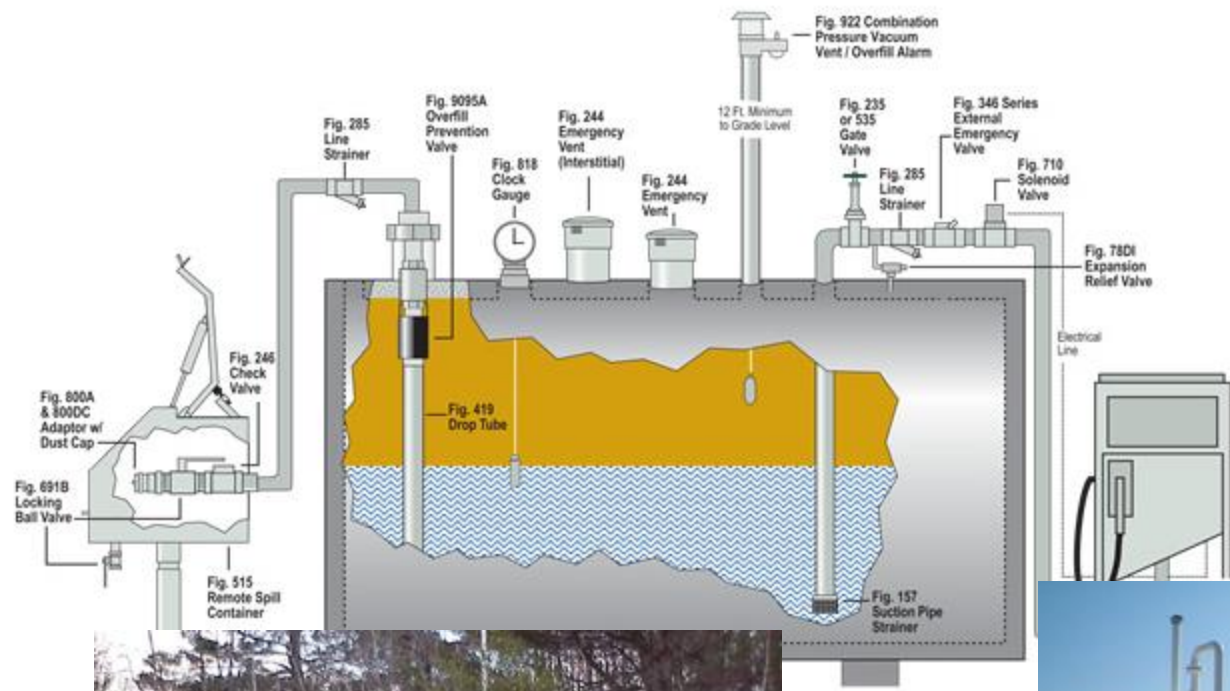 Fig. 922 Combination
Pressure Vacuum
Vent / Overfill Alarm
12 Ft. Minimum
to Grade Level
Fig. 9095A
Overfill
Prevention
Valve
Fig. 244
Emergency
Vent
(Interstitial)
Fig. 235
or 535
Gate
Valve
Fig. 346 Series
External
Emergency
Valve
Fig. 285
Line
Strainer
Fig. 818
Clock
Gauge
Fig. 244
Emergency
Vent
Fig. 285
Line
Strainer
Fig. 710
Solenoid
Valve
Fig. 78DI
Expansion
Relief Valve
Electrical
Line
Fig. 246
Check
Valve
Fig. 800A
& 800DC
Adaptor w/
Dust Cap
Fig. 419
Drop Tube
Fig. 691B
Locking
Ball Valve
Fig. 515
Remote Spill
Container
Fig. 157
Suction Pipe
Strainer